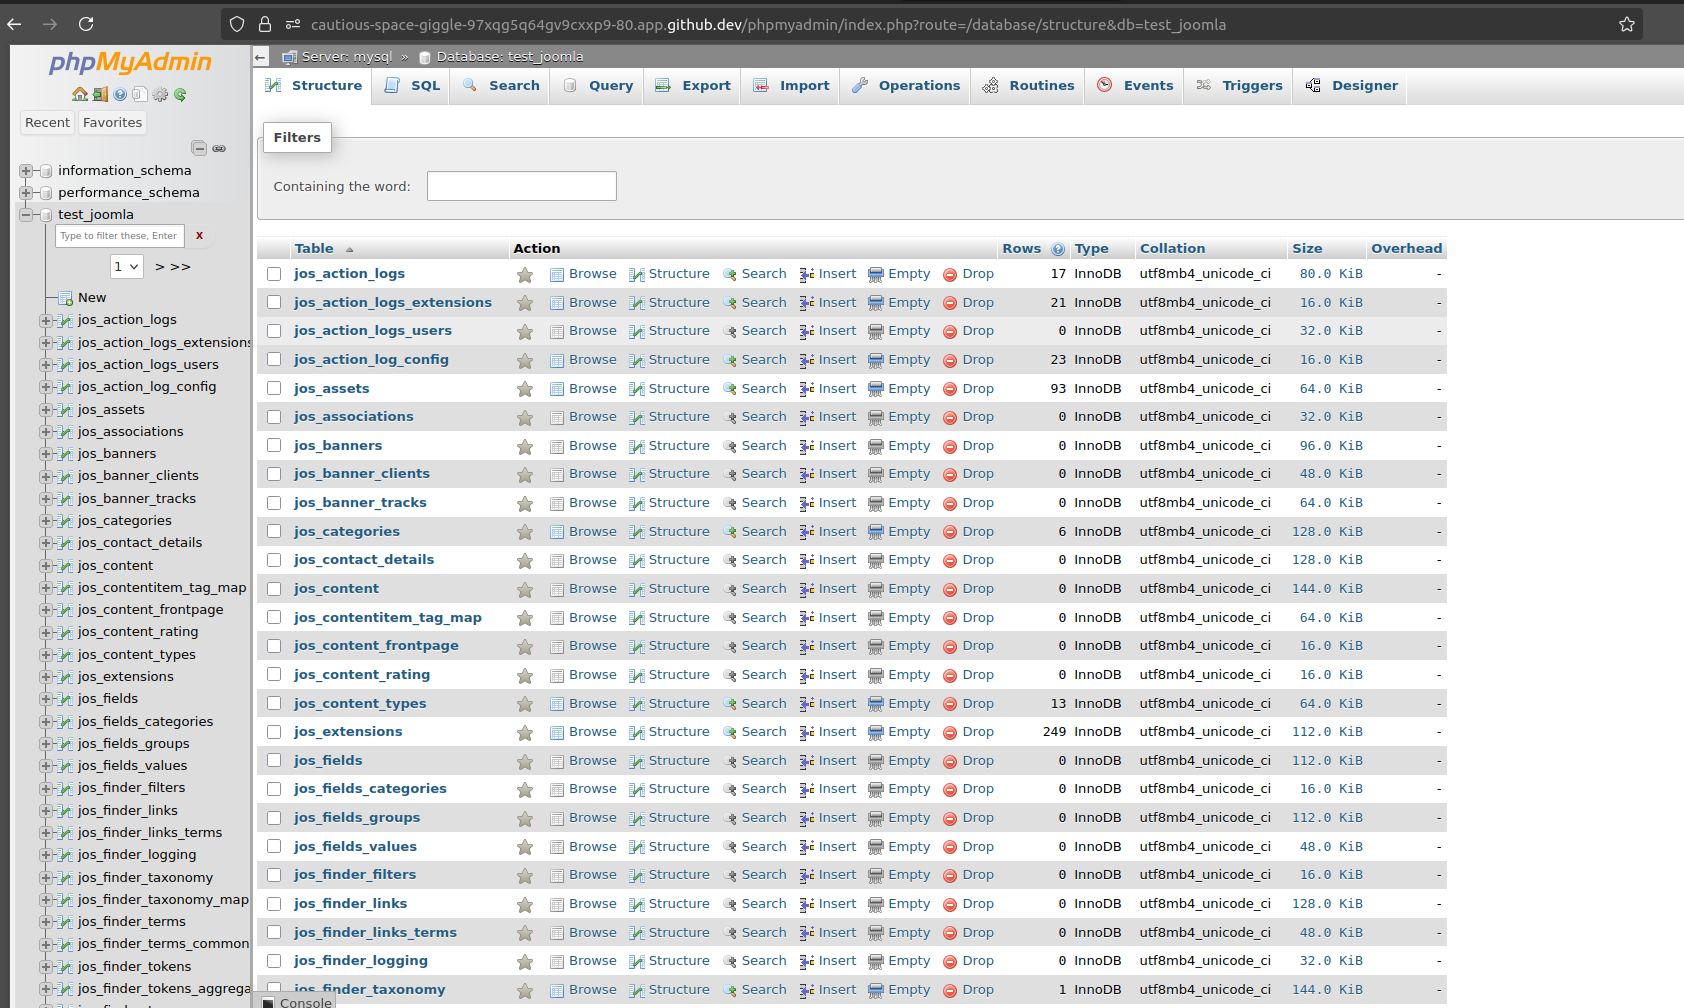 cautious-space-giggle-97xqg5q64gv9cxxp9-80.app.github.dev/phpmyadmin/index.php?route=/database/structure&db=test_joomla
phpMyAdmin
Recent Favorites
information_schema
performance_schema
test_joomla
Type to filter these, Enter X
1 > >>
New
jos_action_logs
jos_action_logs_extensions
jos_action_logs_users
jos_action_log_config
jos_assets
jos_associations
jos_banners
jos_banner_clients
jos_banner_tracks
jos_categories
jos_contact_details
jos_content
jos_contentitem_tag_map
jos_content_frontpage
jos_content_rating
jos_content_types
jos_extensions
jos_fields
jos_fields_categories
jos_fields_groups
jos_fields_values
jos_finder_filters
jos_finder_links
jos_finder_links_terms
jos_finder_logging
jos_finder_taxonomy
jos_finder_taxonomy_map
jos_finder_terms
jos_finder_terms_common
jos_finder_tokens
jos_finder_tokens_aggrega
Server: mysql » Database: test_joomla
Structure SQL Search Query Export Import Operations Routines Events Triggers Designer
Filters
Containing the word:
Table Action Rows Type Collation Size Overhead
jos_action_logs Browse Structure Search Insert Empty Drop 17 InnoDB utf8mb4_unicode_ci 80.0 KiB -
jos_action_logs_extensions Browse Structure Search Insert Empty Drop 21 InnoDB utf8mb4_unicode_ci 16.0 KiB -
jos_action_logs_users Browse Structure Search Insert Empty Drop 0 InnoDB utf8mb4_unicode_ci 32.0 KiB -
jos_action_log_config Browse Structure Search Insert Empty Drop 23 InnoDB utf8mb4_unicode_ci 16.0 KiB -
jos_assets Browse Structure Search Insert Empty Drop 93 InnoDB utf8mb4_unicode_ci 64.0 KiB -
jos_associations Browse Structure Search Insert Empty Drop 0 InnoDB utf8mb4_unicode_ci 32.0 KiB -
jos_banners Browse Structure Search Insert Empty Drop 0 InnoDB utf8mb4_unicode_ci 96.0 KiB -
jos_banner_clients Browse Structure Search Insert Empty Drop 0 InnoDB utf8mb4_unicode_ci 48.0 KiB -
jos_banner_tracks Browse Structure Search Insert Empty Drop 0 InnoDB utf8mb4_unicode_ci 64.0 KiB -
jos_categories Browse Structure Search Insert Empty Drop 6 InnoDB utf8mb4_unicode_ci 128.0 KiB -
jos_contact_details Browse Structure Search Insert Empty Drop 0 InnoDB utf8mb4_unicode_ci 128.0 KiB -
jos_content Browse Structure Search Insert Empty Drop 0 InnoDB utf8mb4_unicode_ci 144.0 KiB -
jos_contentitem_tag_map Browse Structure Search Insert Empty Drop 0 InnoDB utf8mb4_unicode_ci 64.0 KiB -
jos_content_frontpage Browse Structure Search Insert Empty Drop 0 InnoDB utf8mb4_unicode_ci 16.0 KiB -
jos_content_rating Browse Structure Search Insert Empty Drop 0 InnoDB utf8mb4_unicode_ci 16.0 KiB -
jos_content_types Browse Structure Search Insert Empty Drop 13 InnoDB utf8mb4_unicode_ci 64.0 KiB -
jos_extensions Browse Structure Search Insert Empty Drop 249 InnoDB utf8mb4_unicode_ci 112.0 KiB -
jos_fields Browse Structure Search Insert Empty Drop 0 InnoDB utf8mb4_unicode_ci 112.0 KiB -
jos_fields_categories Browse Structure Search Insert Empty Drop 0 InnoDB utf8mb4_unicode_ci 16.0 KiB -
jos_fields_groups Browse Structure Search Insert Empty Drop 0 InnoDB utf8mb4_unicode_ci 112.0 KiB -
jos_fields_values Browse Structure Search Insert Empty Drop 0 InnoDB utf8mb4_unicode_ci 48.0 KiB -
jos_finder_filters Browse Structure Search Insert Empty Drop 0 InnoDB utf8mb4_unicode_ci 16.0 KiB -
jos_finder_links Browse Structure Search Insert Empty Drop 0 InnoDB utf8mb4_unicode_ci 128.0 KiB -
jos_finder_links_terms Browse Structure Search Insert Empty Drop 0 InnoDB utf8mb4_unicode_ci 48.0 KiB -
jos_finder_logging Browse Structure Search Insert Empty Drop 0 InnoDB utf8mb4_unicode_ci 32.0 KiB -
jos_finder_taxonomy Browse Structure Search Insert Empty Drop 1 InnoDB utf8mb4_unicode_ci 144.0 KiB -
Console